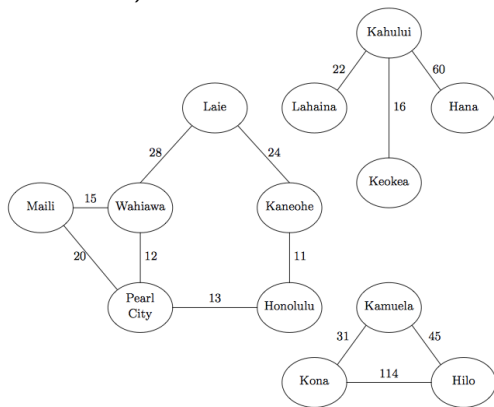 Kahului
22
60
Lahaina
16
Hana
Laie
28
24
Keokea
Maili
15
Wahiawa
Kaneohe
20
12
11
Pearl
City
13
Honolulu
Kamuela
31
45
Kona
114
Hilo